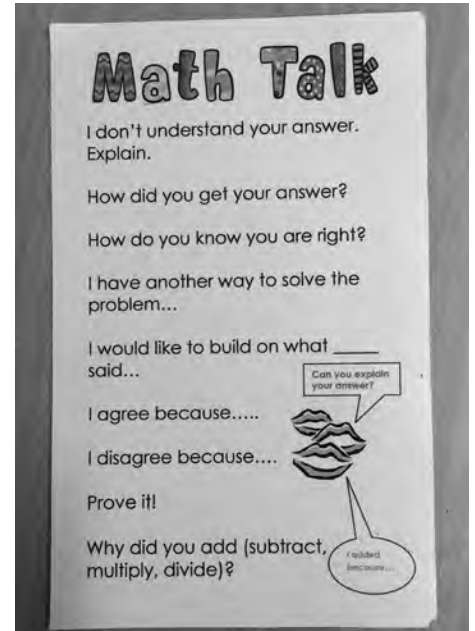 Math Talk
I don't understand your answer.
Explain.
How did you get your answer?
How do you know you are right?
I have another way to solve the
problem...
I would like to build on what ____
said...
Can you explain
your answer?
I agree because.....
I disagree because....
Prove it!
Why did you add (subtract,
multiply, divide)?
I added
because...